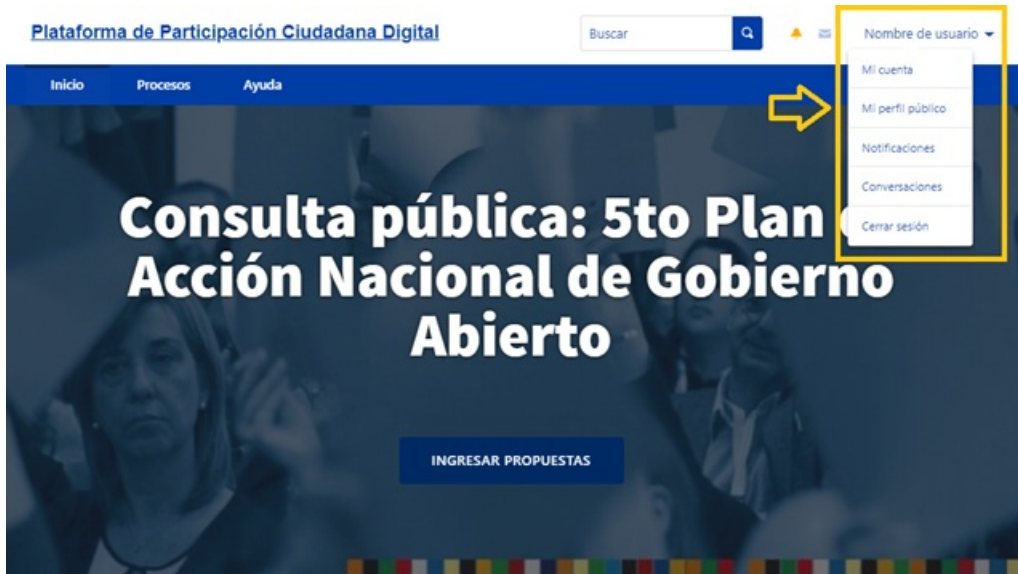 Plataforma de Participación Ciudadana Digital
Buscar
Nombre de usuario
Inicio
Procesos
Ayuda
Mi cuenta
Mi perfil público
Notificaciones
Conversaciones
Cerrar sesión
Consulta pública: 5to Plan
Acción Nacional de Gobierno
Abierto
INGRESAR PROPUESTAS